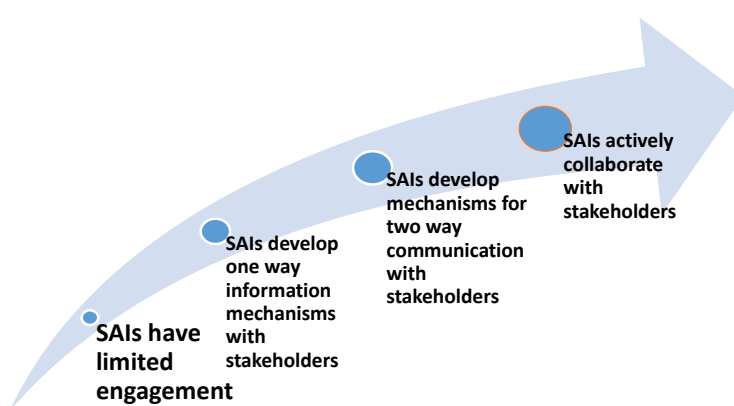 SAIs have
limited
engagement
SAIs develop
one way
information
mechanisms
with
stakeholders
SAIs develop
mechanisms for
two way
communication
with
stakeholders
SAIs actively
collaborate
with
stakeholders